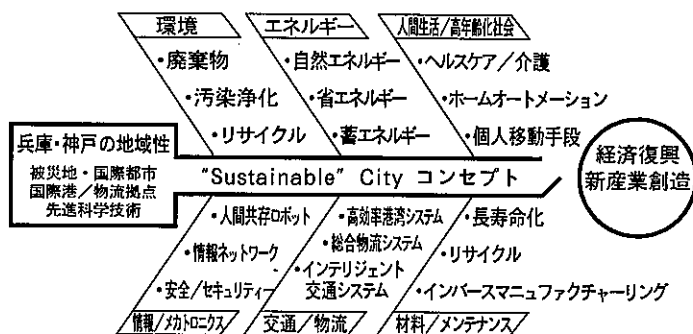 環境
・廃棄物
・汚染浄化
・リサイクル
エネルギー
・自然エネルギー
・省エネルギー
・蓄エネルギー
人間生活/高年齢化社会
・ヘルスケア/介護
・ホームオートメーション
・個人移動手段
兵庫・神戸の地域性
被災地・国際都市
国際港/物流拠点
先進科学技術
"Sustainable" City コンセプト
経済復興
新産業創造
・人間共存ロボット
・情報ネットワーク
・安全/セキュリティー
情報/メカトロニクス
・高効率港湾システム
・総合物流システム
・インテリジェント
交通システム
交通/物流
・長寿命化
・リサイクル
・インバースマニュファクチャーリング
材料/メンテナンス